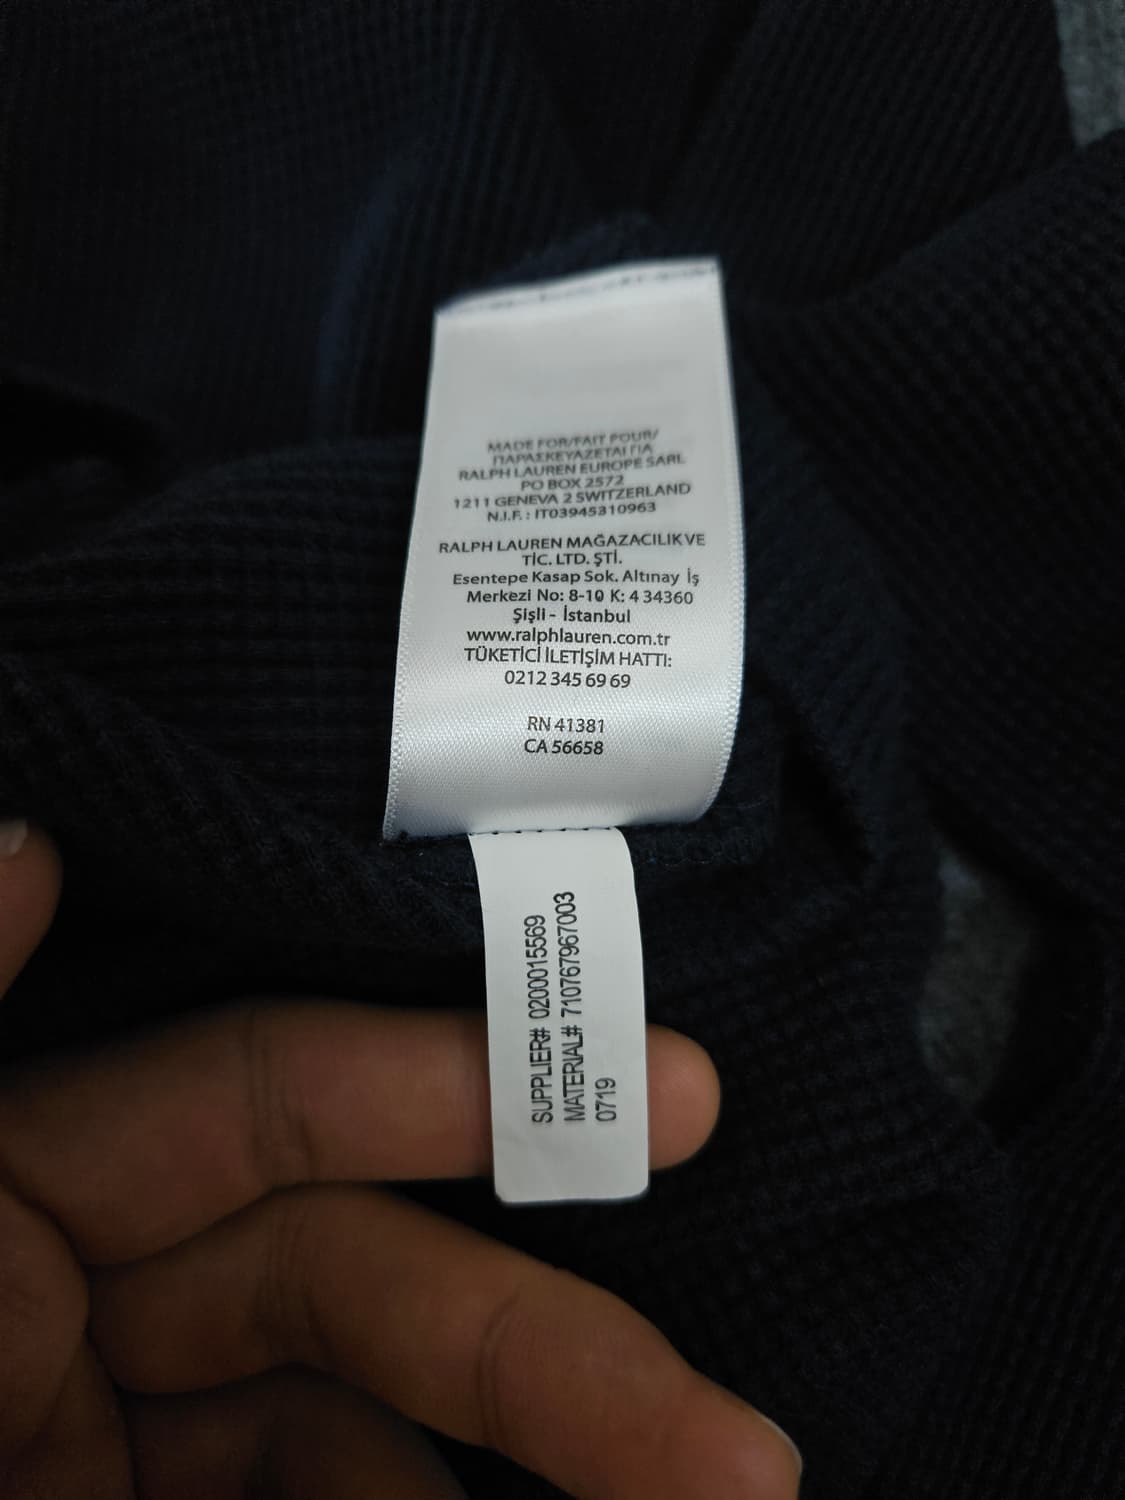 MADE FOR/FAIT POUR/
ΠΑΡΑΣΚΕΥΑΖΕΤΑΙ ΓΙΑ
RALPH LAUREN EUROPE SARL
PO BOX 2572
1211 GENEVA 2 SWITZERLAND
N.I.F. : IT03945310963
RALPH LAUREN MAĞAZACILIK VE
TİC. LTD. ŞTİ.
Esentepe Kasap Sok. Altınay İş
Merkezi No: 8-10 K: 4 34360
Şişli - İstanbul
www.ralphlauren.com.tr
TÜKETİCİ İLETİŞİM HATTI:
0212 345 69 69
RN 41381
CA 56658
SUPPLIER# 0200015569
MATERIAL# 710767967003
0719